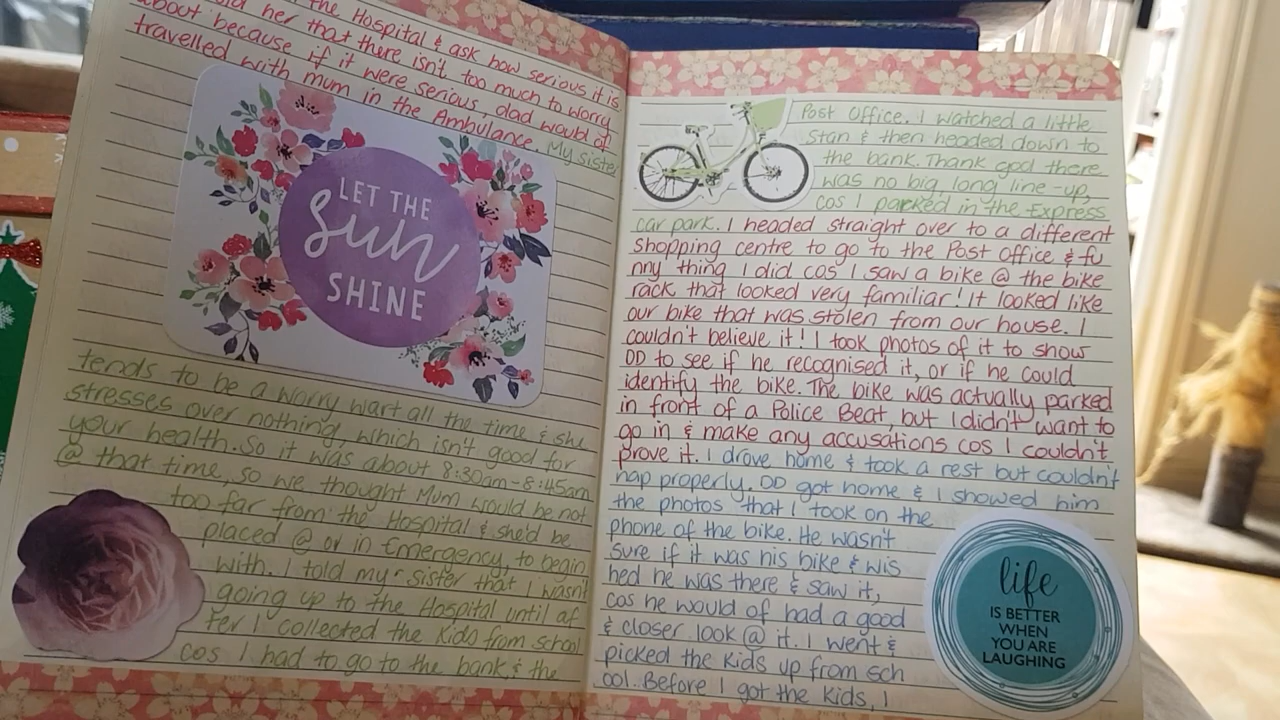 the Hospital & ask how serious it is
her that there isn't too much to worry
about because if it were serious, dad would of
travelled with mum in the Ambulance. My sister
LET THE
Sun
SHINE
tends to be a worry wart all the time & she
stresses over nothing, which isn't good for
your health. So it was about 8:30am-8:45am
@ that time, so we thought Mum would be not
too far from the Hospital & she'd be
placed @ or in Emergency, to begin
with. I told my sister that I wasn't
going up to the Hospital until af
ter I collected the Kids from school
cos I had to go to the bank & the
Post Office. I watched a little
Stan & then headed down to
the bank. Thank god there
was no big, long line-up,
cos I parked in the Express
car park. I headed straight over to a different
shopping centre to go to the Post Office & fu
nny thing I did cos I saw a bike @ the bike
rack that looked very familiar! It looked like
our bike that was stolen from our house. I
couldn't believe it! I took photos of it to show
DD to see if he recognised it, or if he could
identify the bike. The bike was actually parked
in front of a Police Beat, but I didn't want to
go in & make any accusations cos I couldn't
prove it. I drove home & took a rest but couldn't
nap properly. DD got home & I showed him
the photos that I took on the
phone of the bike. He wasn't
sure if it was his bike & wis
hed he was there & saw it,
cos he would of had a good
& closer look @ it. I went &
picked the kids up from sch
ool. Before I got the Kids, I
life
IS BETTER
WHEN
YOU ARE
LAUGHING